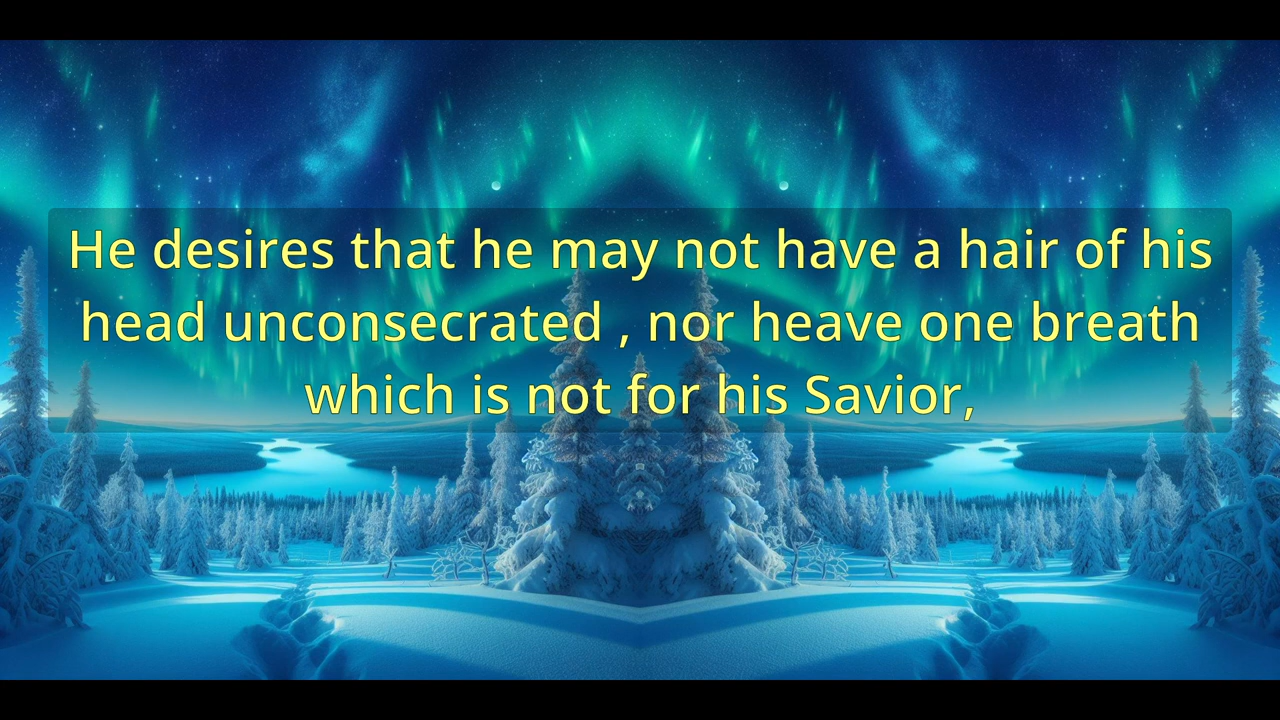 He desires that he may not have a hair of his
head unconsecrated , nor heave one breath
which is not for his Savior,